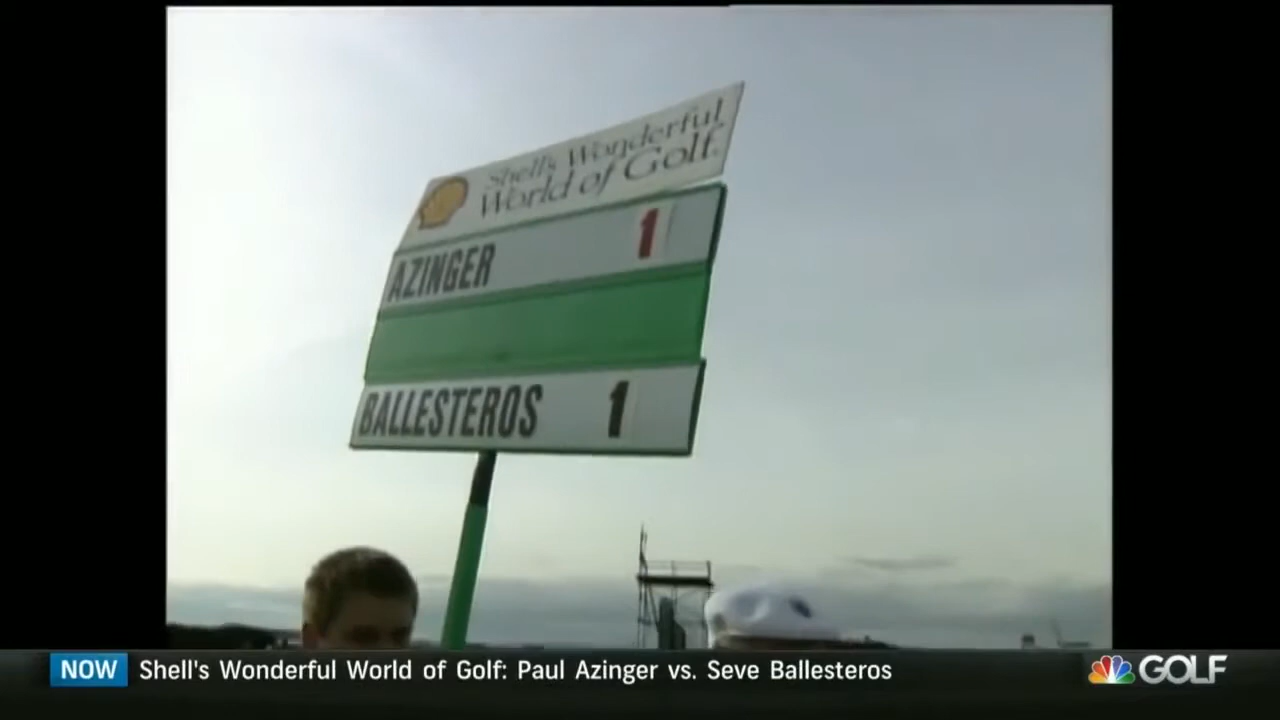 Shell's Wonderful
World of Golf.
AZINGER 1
BALLESTEROS 1
NOW Shell's Wonderful World of Golf: Paul Azinger vs. Seve Ballesteros
GOLF